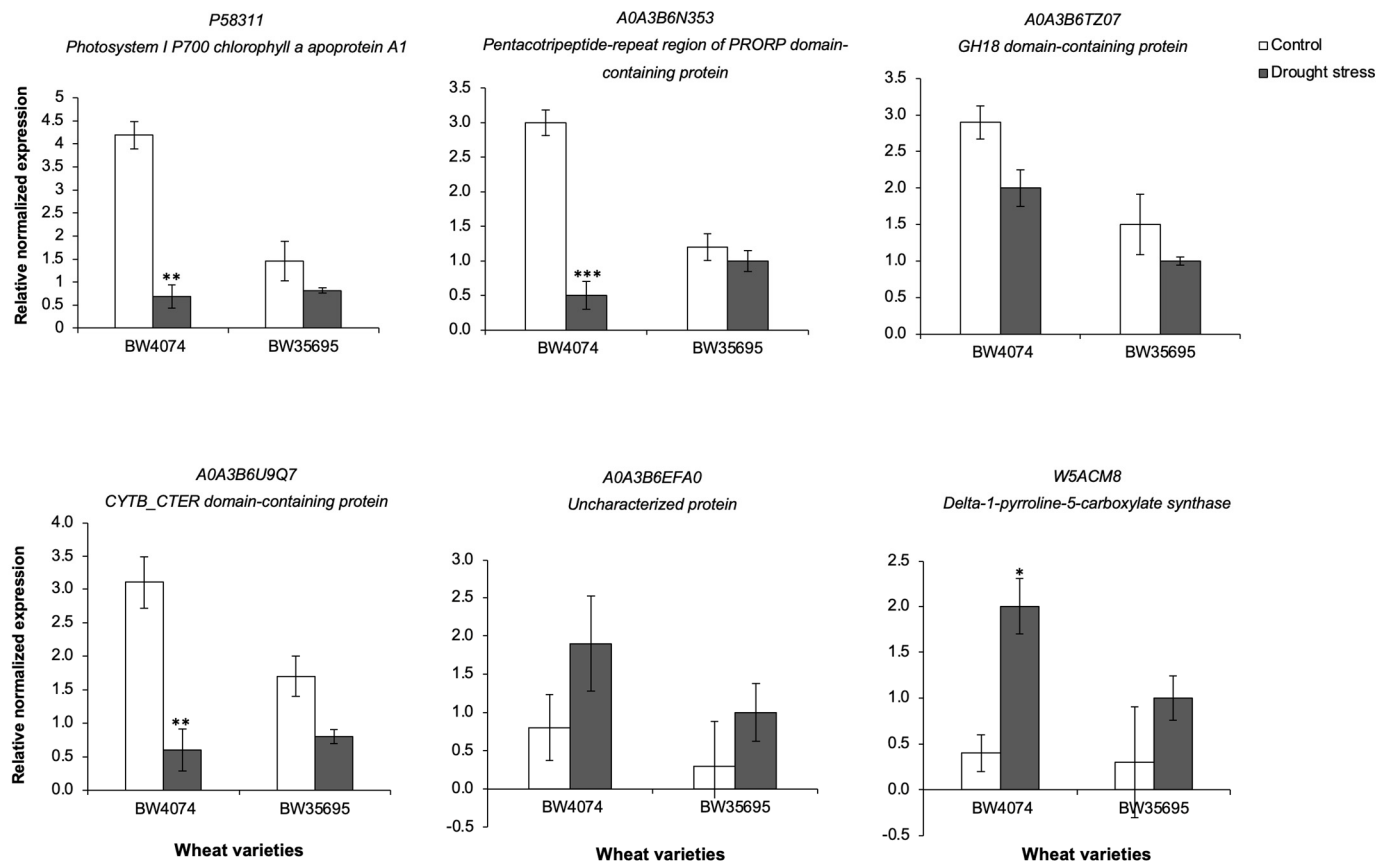 P58311
Photosystem I P700 chlorophyll a apoprotein A1
A0A3B6N353
Pentacotripeptide-repeat region of PRORP domain-
containing protein
A0A3B6TZ07
GH18 domain-containing protein
Control
Drought stress
Relative normalized expression
5
4.5
4
3.5
3
2.5
2
1.5
1
0.5
0
**
BW4074
BW35695
3.5
3.0
2.5
2.0
1.5
1.0
0.5
0.0
***
BW4074
BW35695
3.5
3.0
2.5
2.0
1.5
1.0
0.5
0.0
BW4074
BW35695
A0A3B6U9Q7
CYTB_CTER domain-containing protein
A0A3B6EFA0
Uncharacterized protein
W5ACM8
Delta-1-pyrroline-5-carboxylate synthase
Relative normalized expression
4.0
3.5
3.0
2.5
2.0
1.5
1.0
0.5
0.0
**
BW4074
BW35695
Wheat varieties
3.0
2.5
2.0
1.5
1.0
0.5
0.0
-0.5
BW4074
BW35695
Wheat varieties
2.5
2.0
1.5
1.0
0.5
0.0
-0.5
*
BW4074
BW35695
Wheat varieties